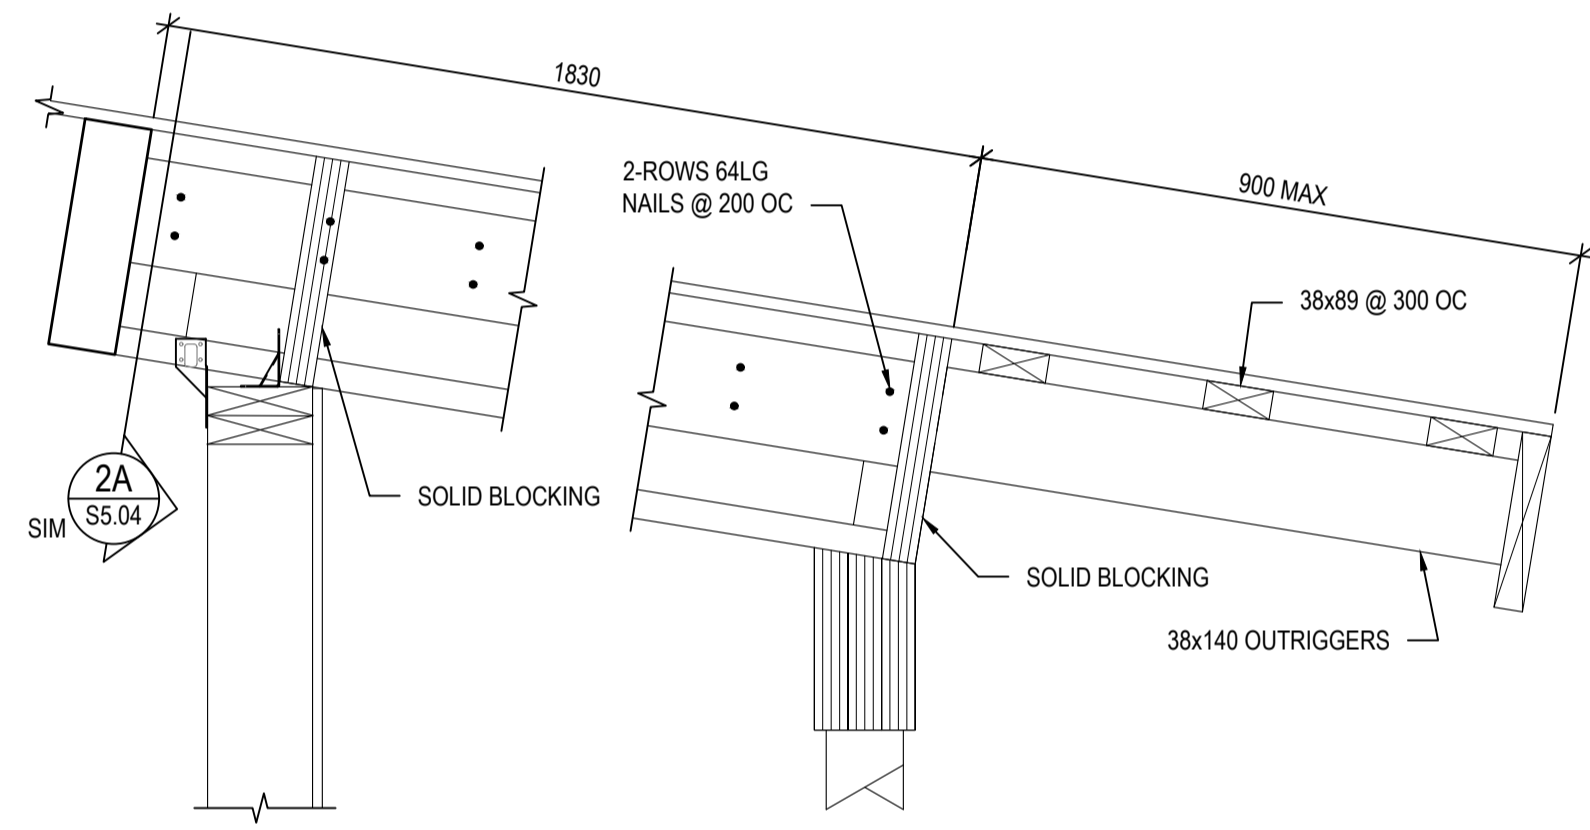 1830
900 MAX
2-ROWS 64LG
NAILS @ 200 OC
38x89 @ 300 OC
2A
S5.04
SIM
SOLID BLOCKING
SOLID BLOCKING
38x140 OUTRIGGERS